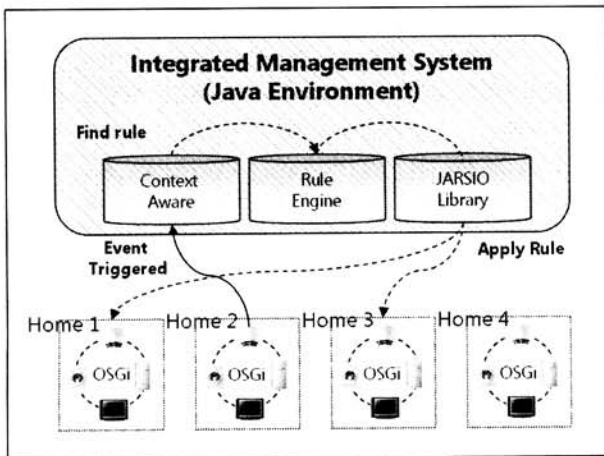 Integrated Management System
(Java Environment)
Find rule
Context
Aware
Rule
Engine
JARSIO
Library
Event
Triggered
Apply Rule
Home 1
Home 2
Home 3
Home 4
OSGi
OSGi
OSGi
OSGi